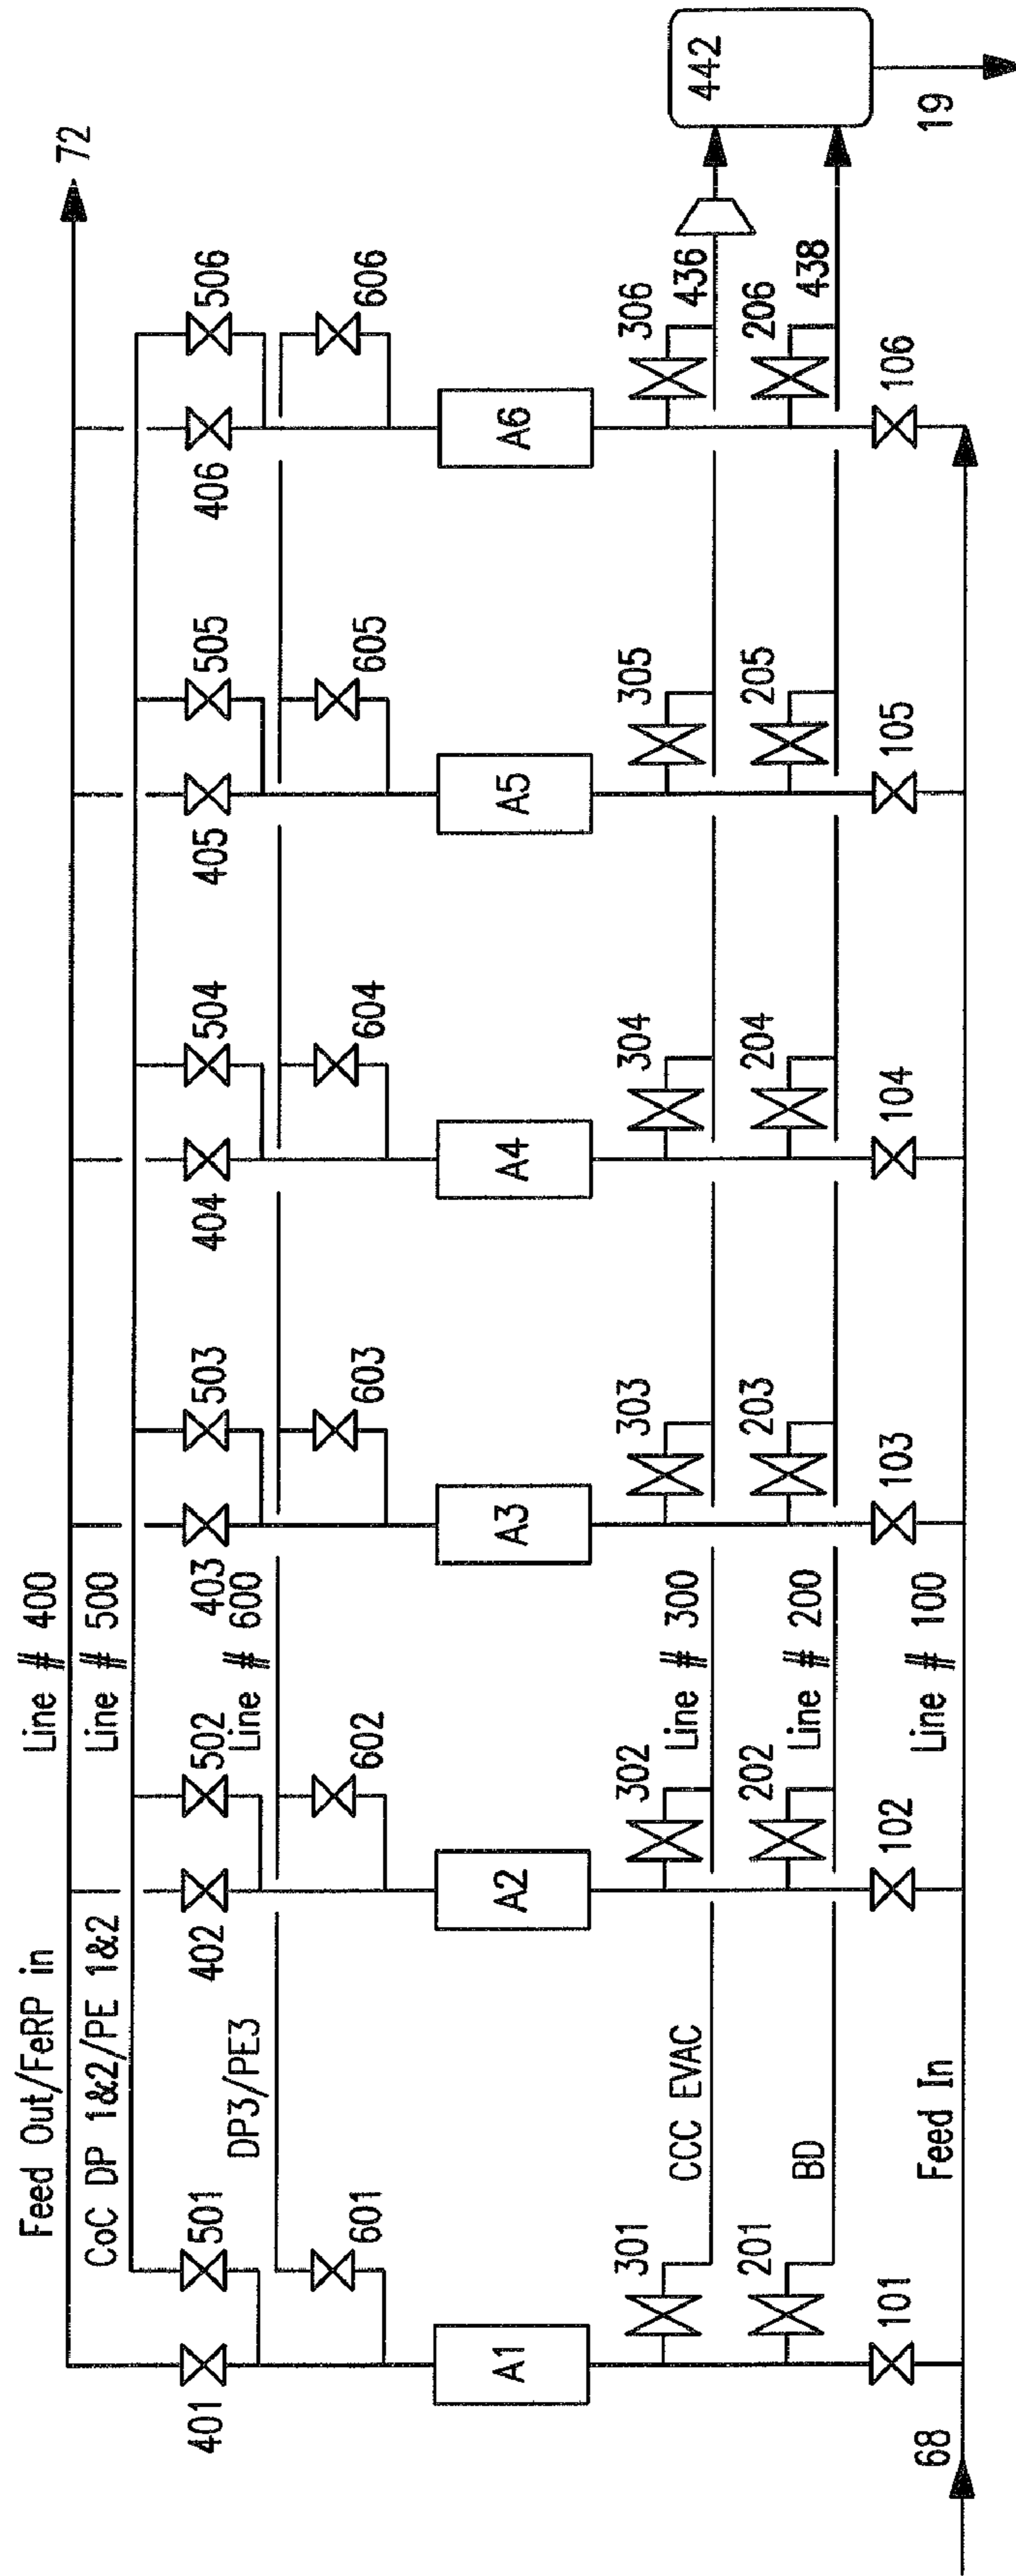 Feed Out/FeRP in
Line # 400
72
CoC DP 1&2/PE 1&2
Line # 500
401
501
402
502
403
503
404
504
405
505
406
506
DP3/PE3
Line # 600
601
602
603
604
605
606
A1
A2
A3
A4
A5
A6
301
302
303
304
305
306
CCC EVAC
Line # 300
436
442
201
202
203
204
205
206
BD
Line # 200
438
19
101
102
103
104
105
106
68
Feed In
Line # 100